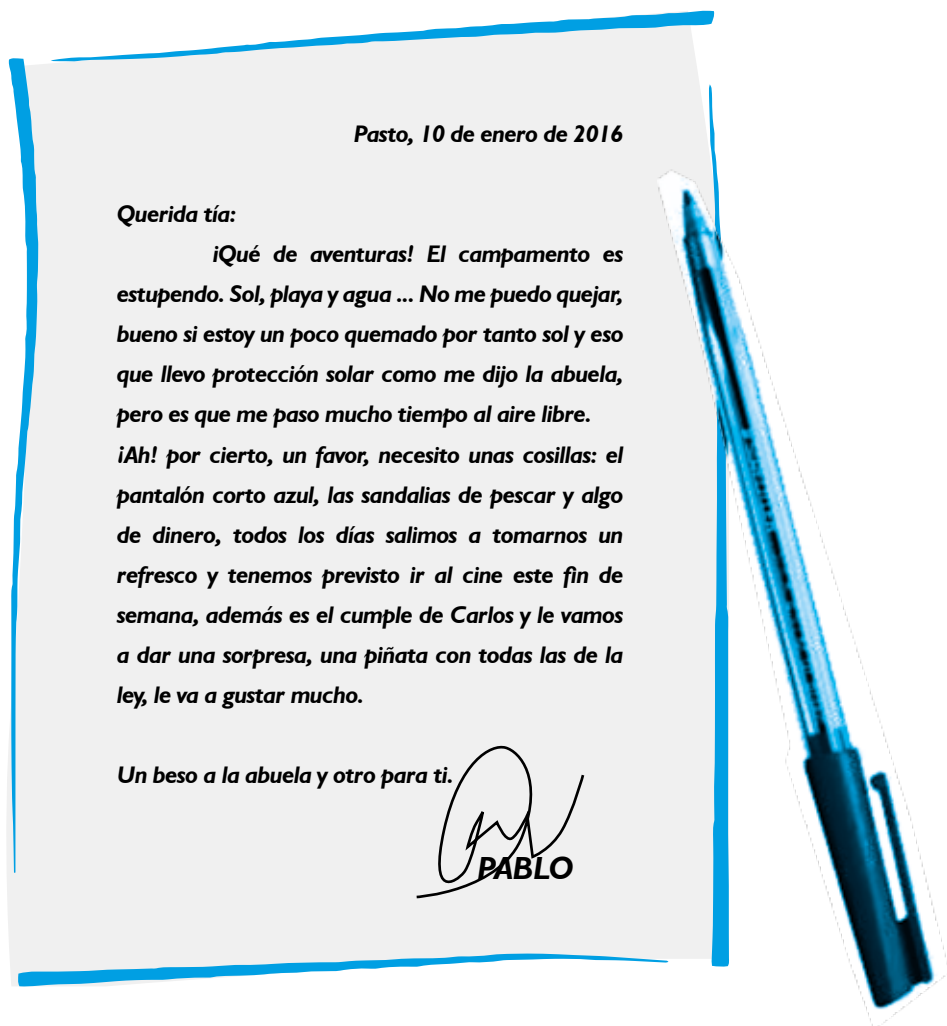 Pasto, 10 de enero de 2016
Querida tía:
¡Qué de aventuras! El campamento es
estupendo. Sol, playa y agua ... No me puedo quejar,
bueno si estoy un poco quemado por tanto sol y eso
que llevo protección solar como me dijo la abuela,
pero es que me paso mucho tiempo al aire libre.
¡Ah! por cierto, un favor, necesito unas cosillas: el
pantalón corto azul, las sandalias de pescar y algo
de dinero, todos los días salimos a tomarnos un
refresco y tenemos previsto ir al cine este fin de
semana, además es el cumple de Carlos y le vamos
a dar una sorpresa, una piñata con todas las de la
ley, le va a gustar mucho.
Un beso a la abuela y otro para ti.
PABLO